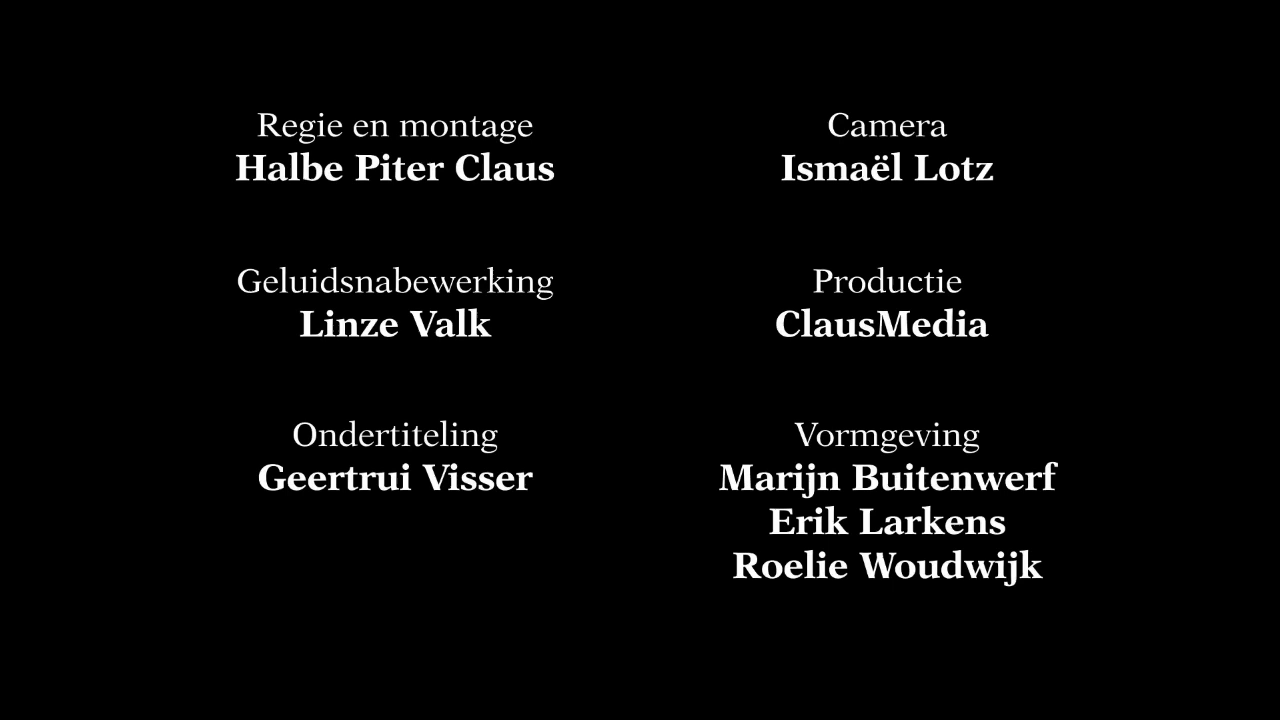 Regie en montage
Halbe Piter Claus
Camera
Ismaël Lotz
Geluidsnabewerking
Linze Valk
Productie
ClausMedia
Ondertiteling
Geertrui Visser
Vormgeving
Marijn Buitenwerf
Erik Larkens
Roelie Woudwijk